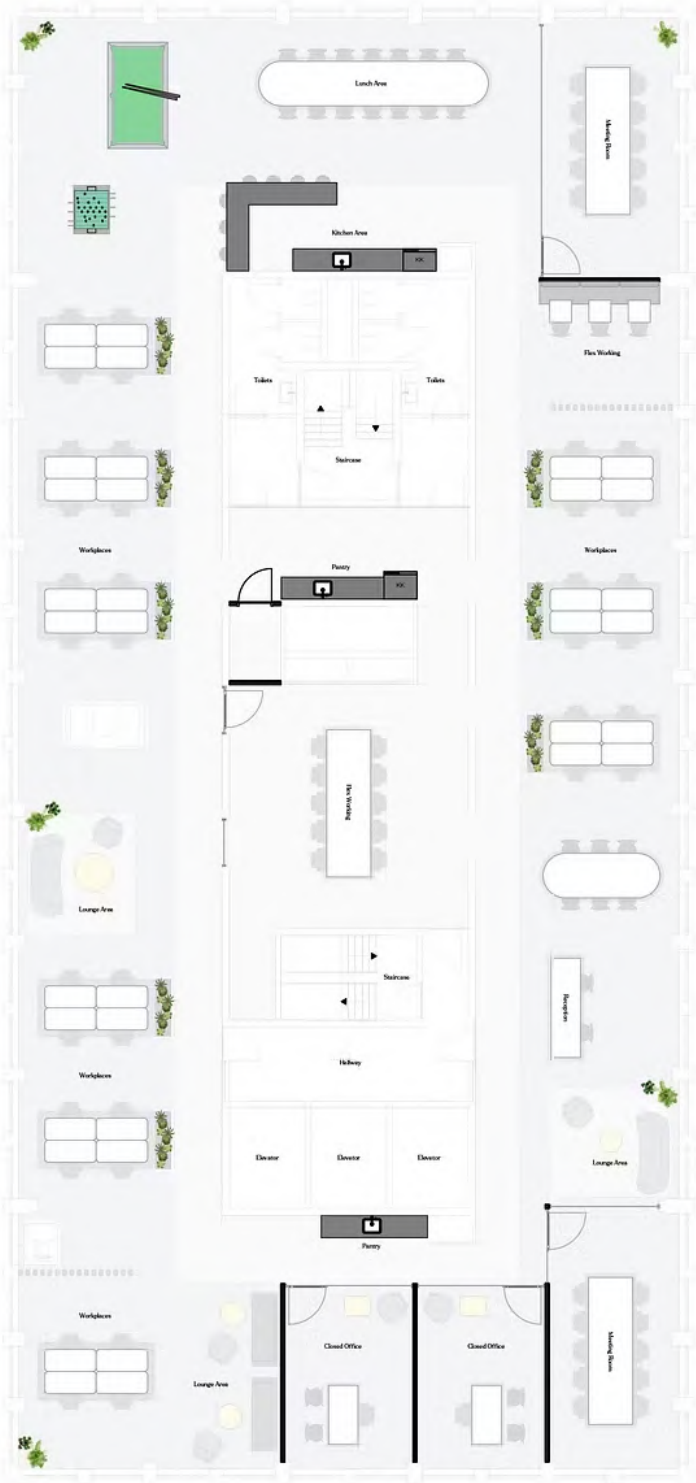 Lunch Area
Meeting Room
Kitchen Area
KK
Flex Working
Toilets
Toilets
Staircase
Workplaces
Workplaces
Pantry
KK
Flex Working
Lounge Area
Staircase
Reception
Hallway
Workplaces
Elevator
Elevator
Elevator
Lounge Area
Pantry
Workplaces
Closed Office
Closed Office
Meeting Room
Lounge Area